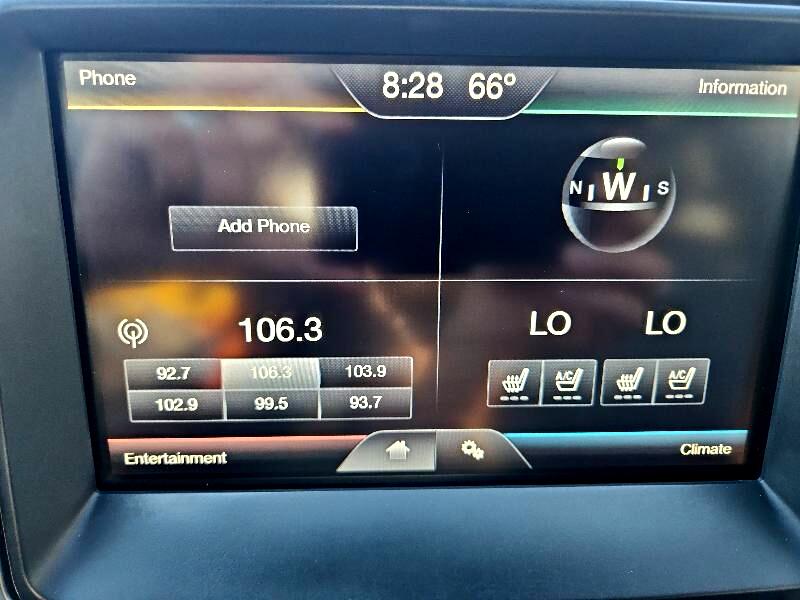 Phone
8:28 66°
Information
N W S
Add Phone
106.3
LO LO
92.7 106.3 103.9
102.9 99.5 93.7
A/C A/C
Entertainment
Climate